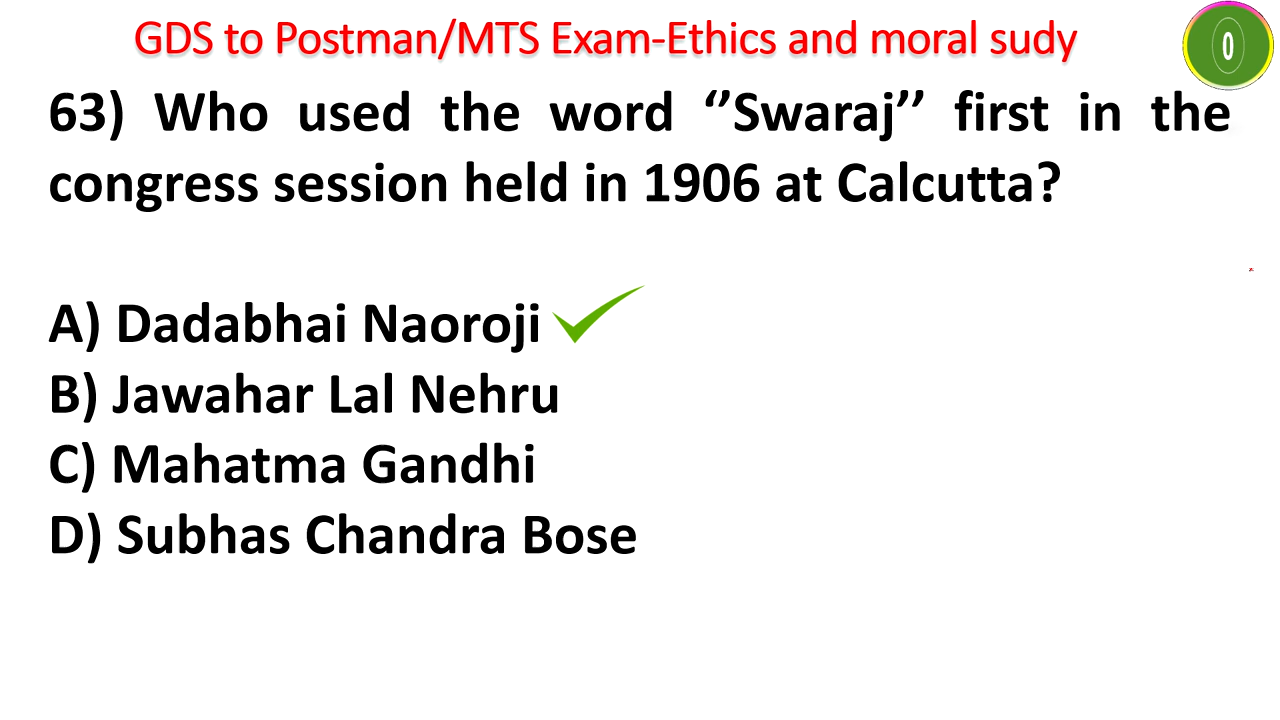 GDS to Postman/MTS Exam-Ethics and moral sudy
0
63) Who used the word ‘’Swaraj’’ first in the
congress session held in 1906 at Calcutta?
A) Dadabhai Naoroji
B) Jawahar Lal Nehru
C) Mahatma Gandhi
D) Subhas Chandra Bose